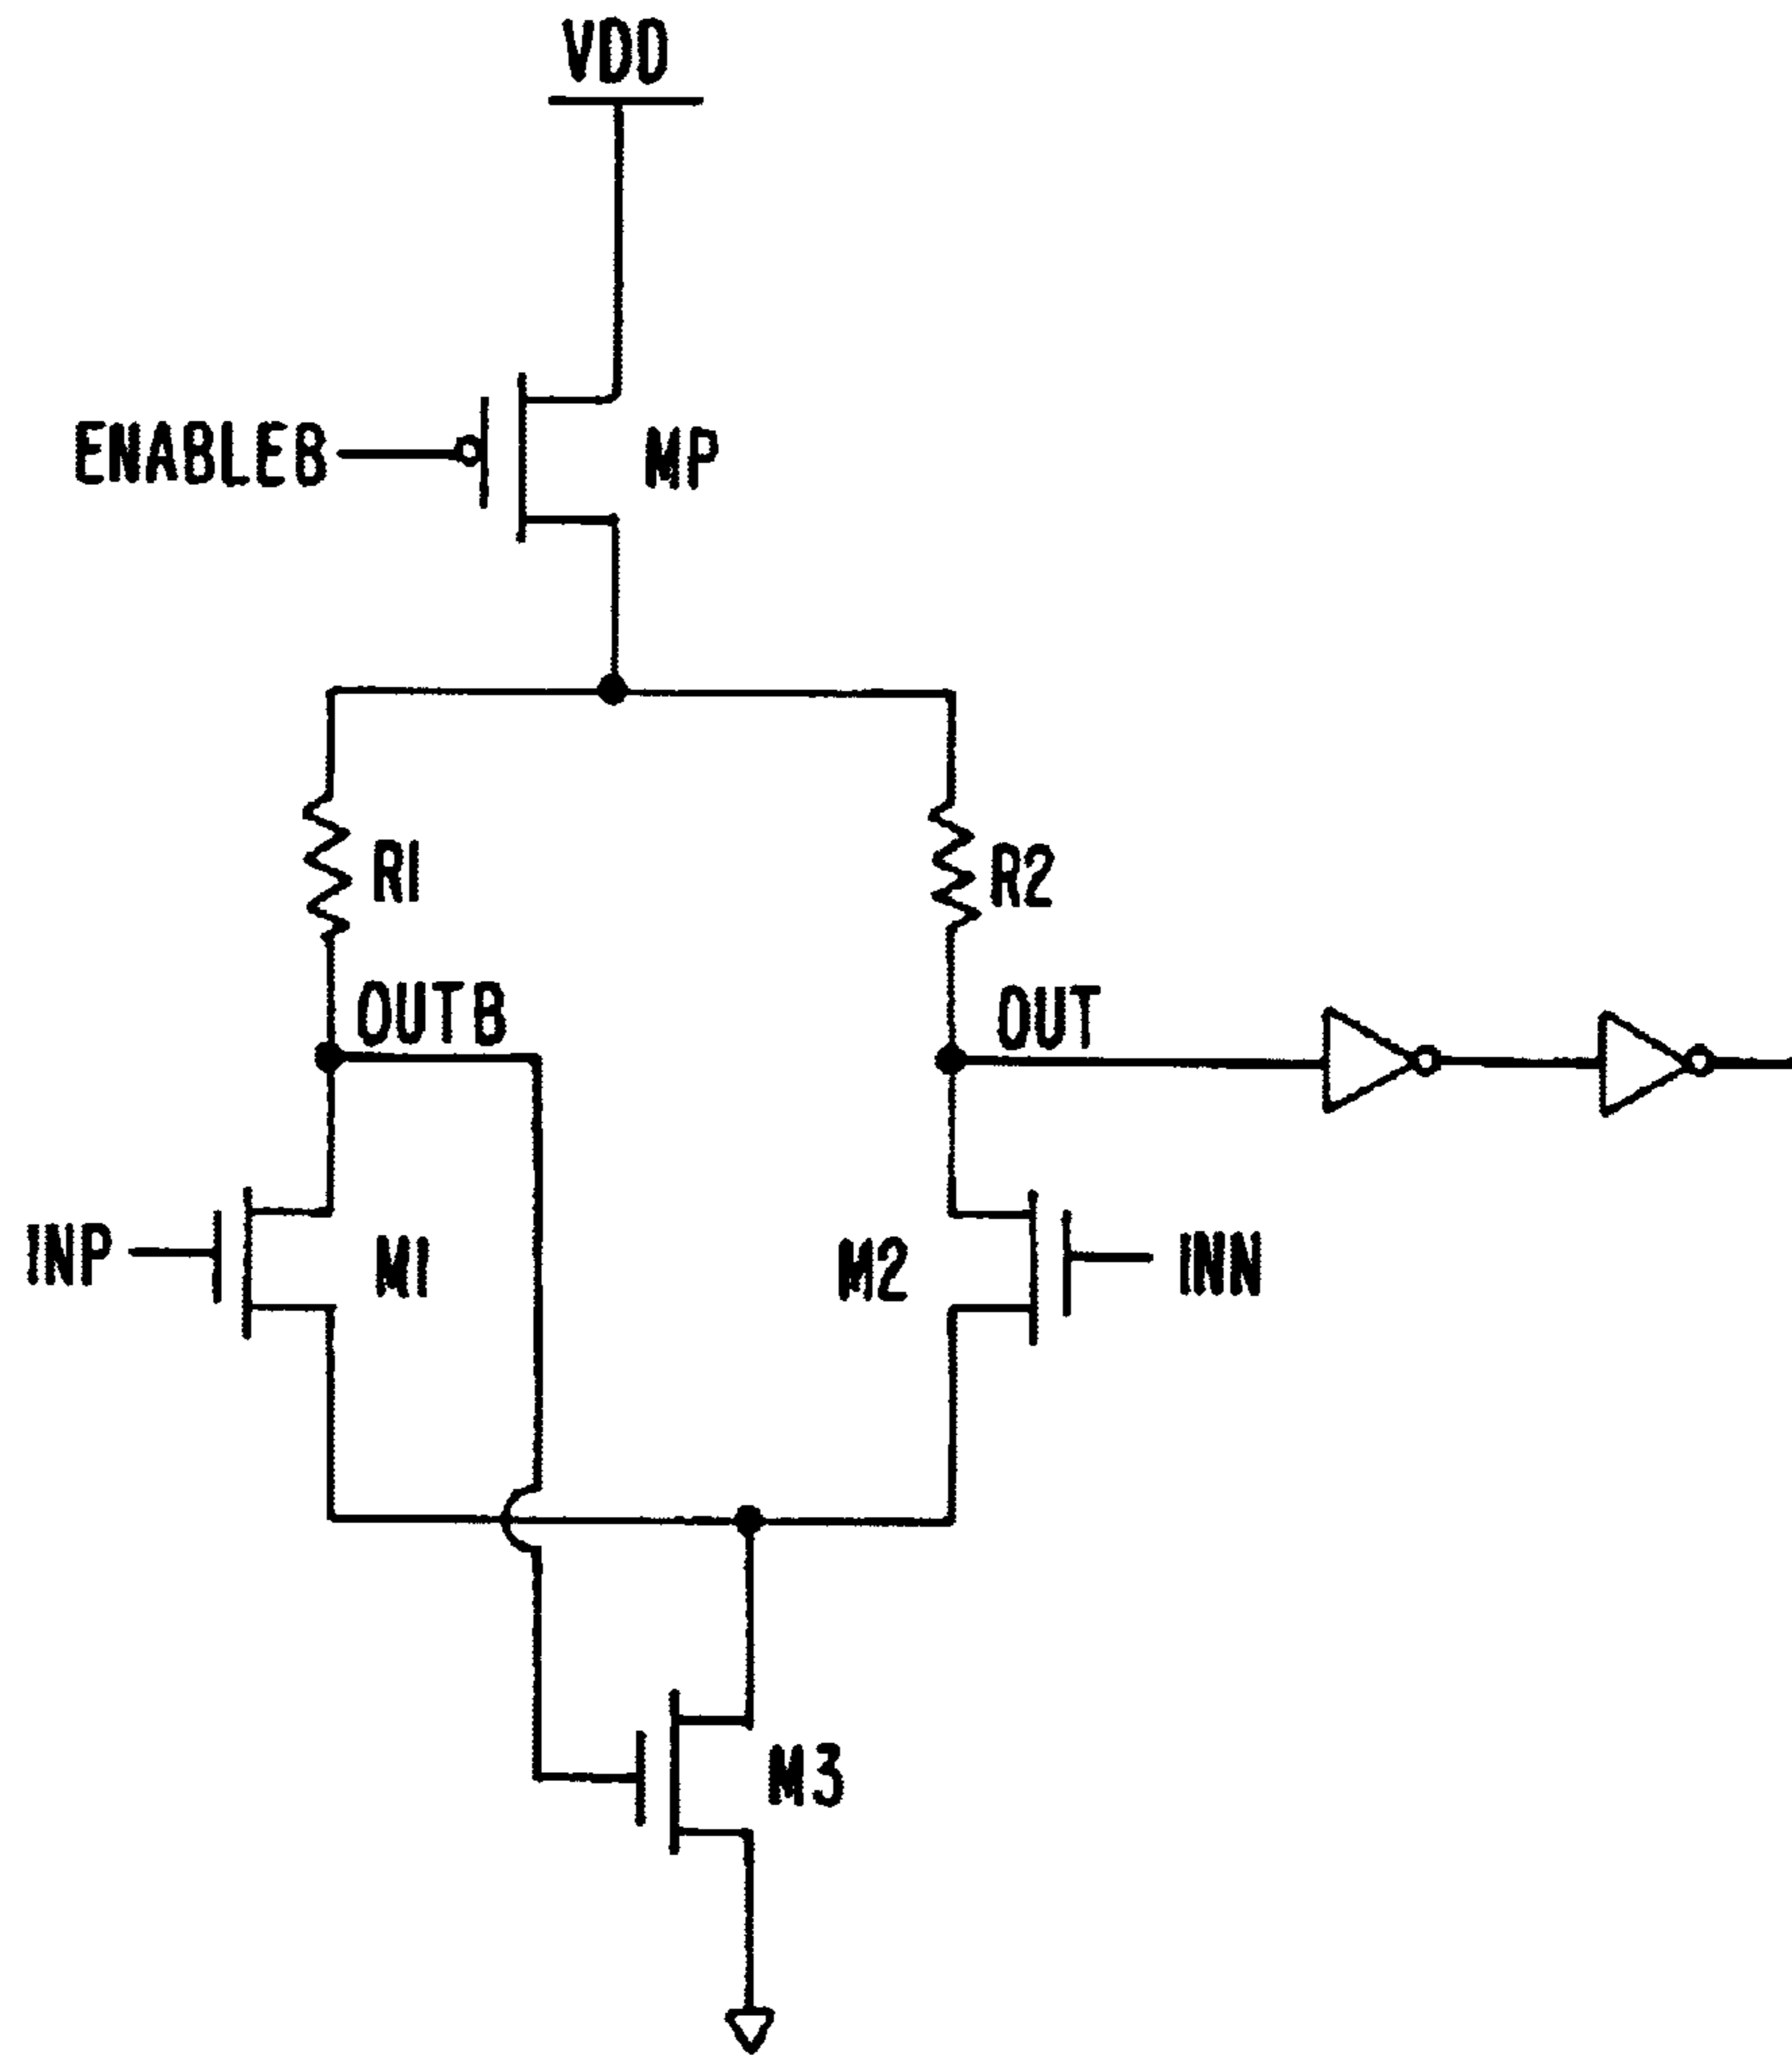 VDD
ENABLEB
MP
R1
R2
OUTB
OUT
INP
M1
M2
INN
M3